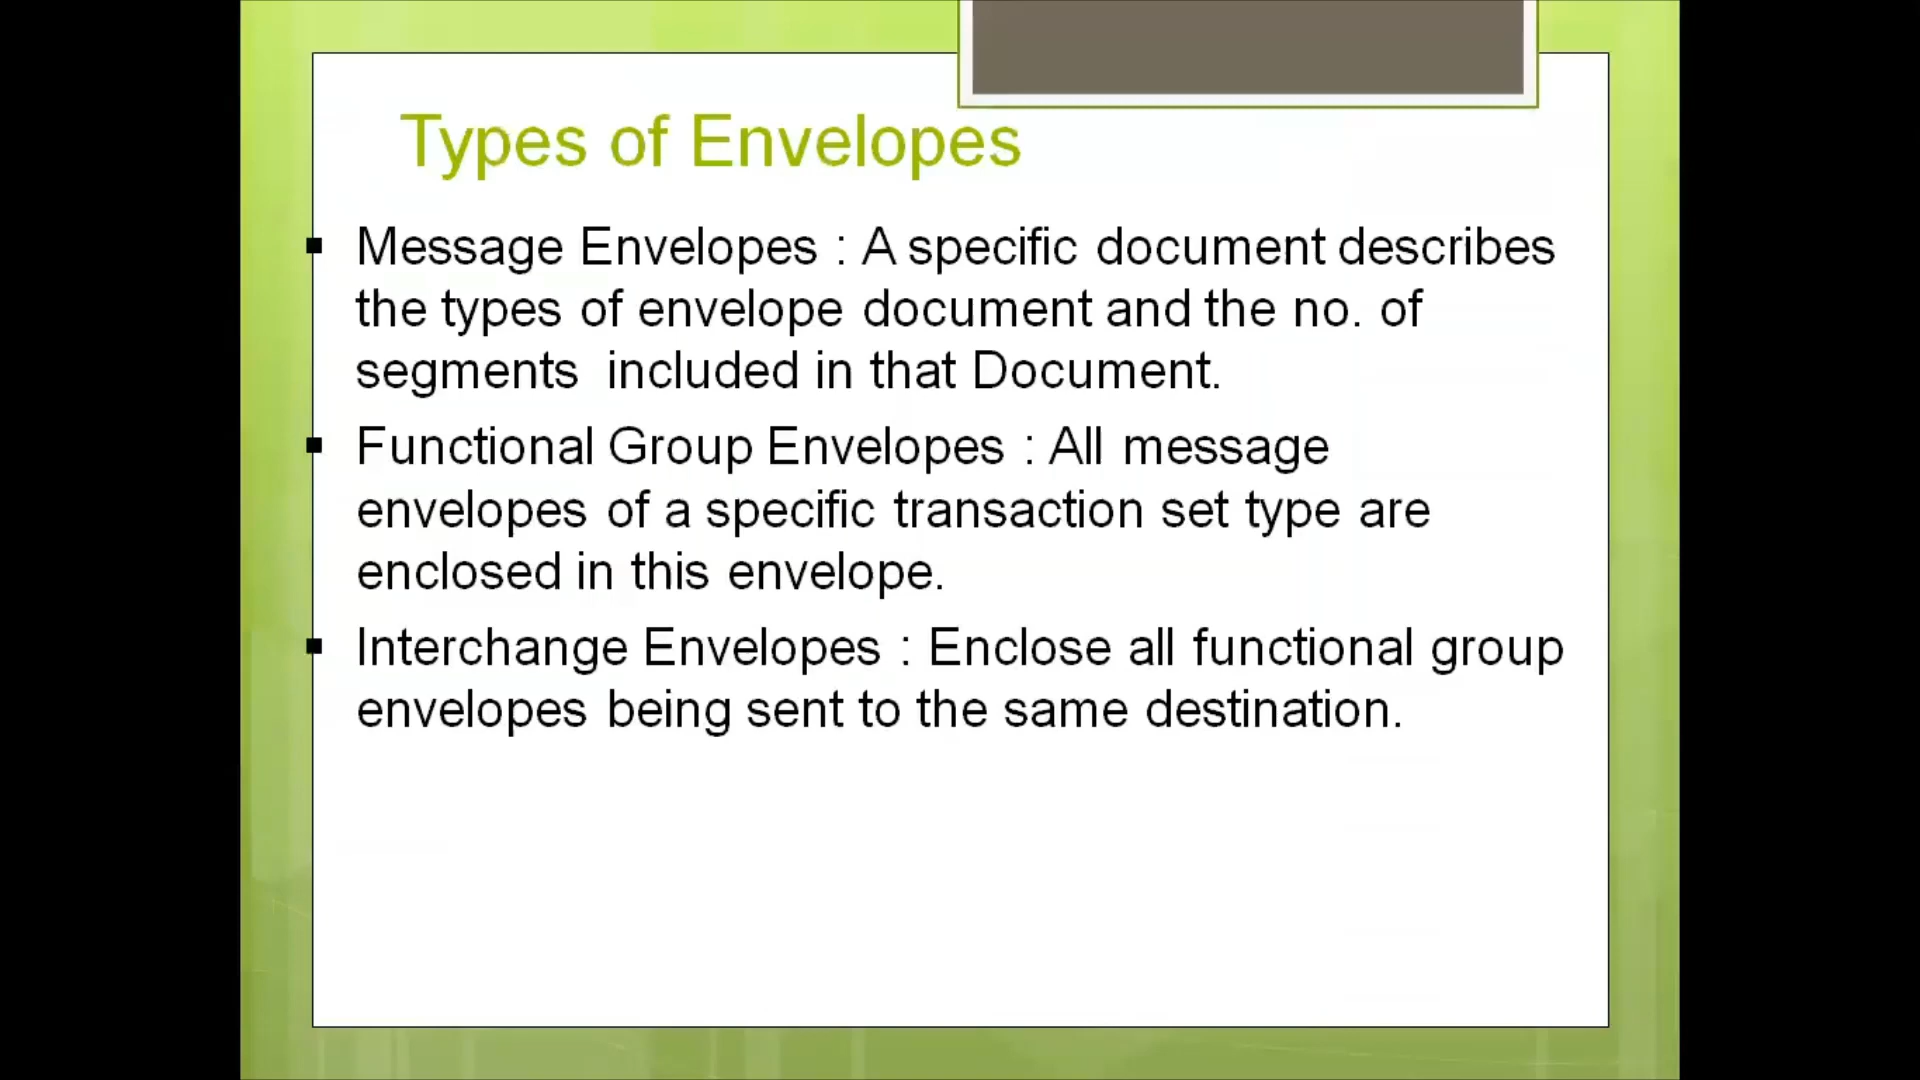 Types of Envelopes
▪ Message Envelopes : A specific document describes
the types of envelope document and the no. of
segments included in that Document.
▪ Functional Group Envelopes : All message
envelopes of a specific transaction set type are
enclosed in this envelope.
▪ Interchange Envelopes : Enclose all functional group
envelopes being sent to the same destination.